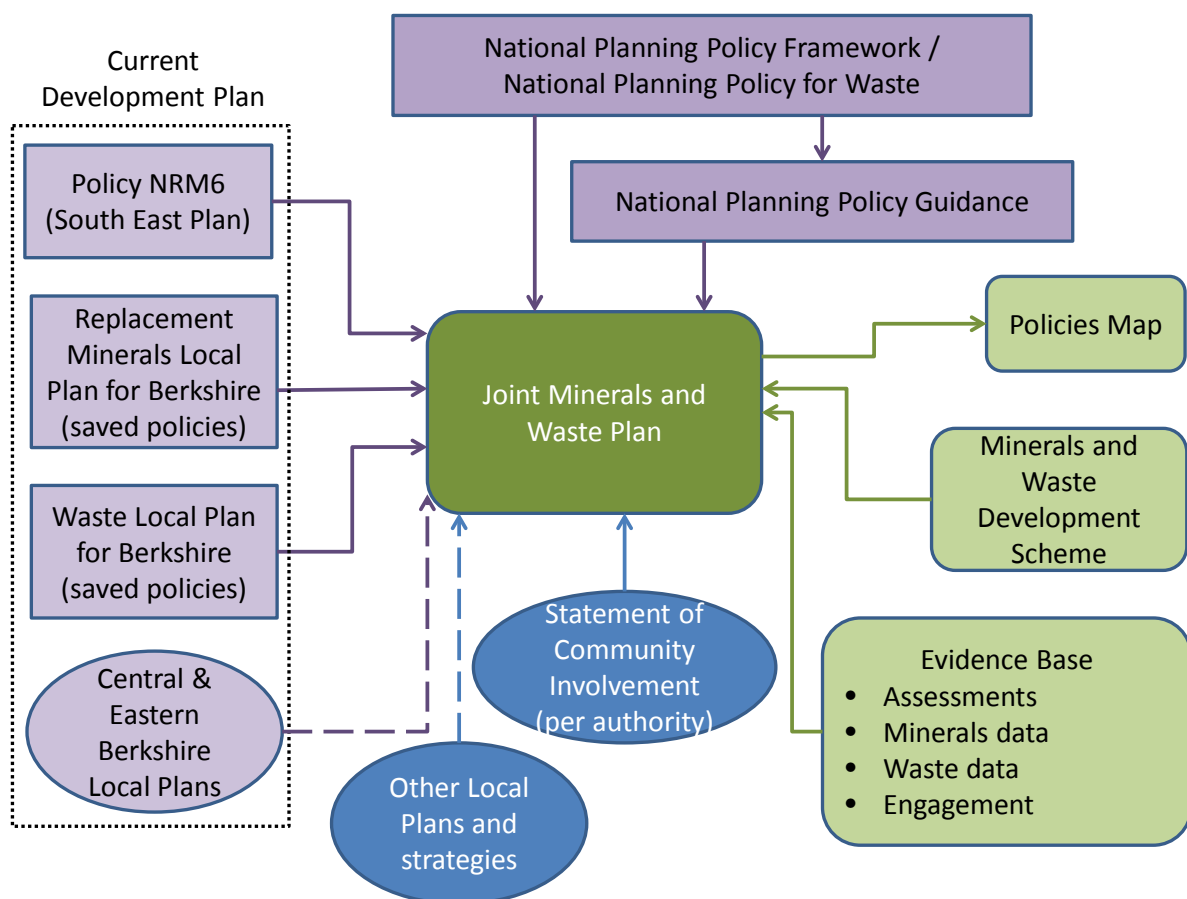 Current
Development Plan
National Planning Policy Framework /
National Planning Policy for Waste
Policy NRM6
(South East Plan)
National Planning Policy Guidance
Replacement
Minerals Local
Plan for Berkshire
(saved policies)
Joint Minerals and
Waste Plan
Policies Map
Waste Local Plan
for Berkshire
(saved policies)
Minerals and
Waste
Development
Scheme
Central &
Eastern
Berkshire
Local Plans
Statement of
Community
Involvement
(per authority)
Other Local
Plans and
strategies
Evidence Base
• Assessments
• Minerals data
• Waste data
• Engagement